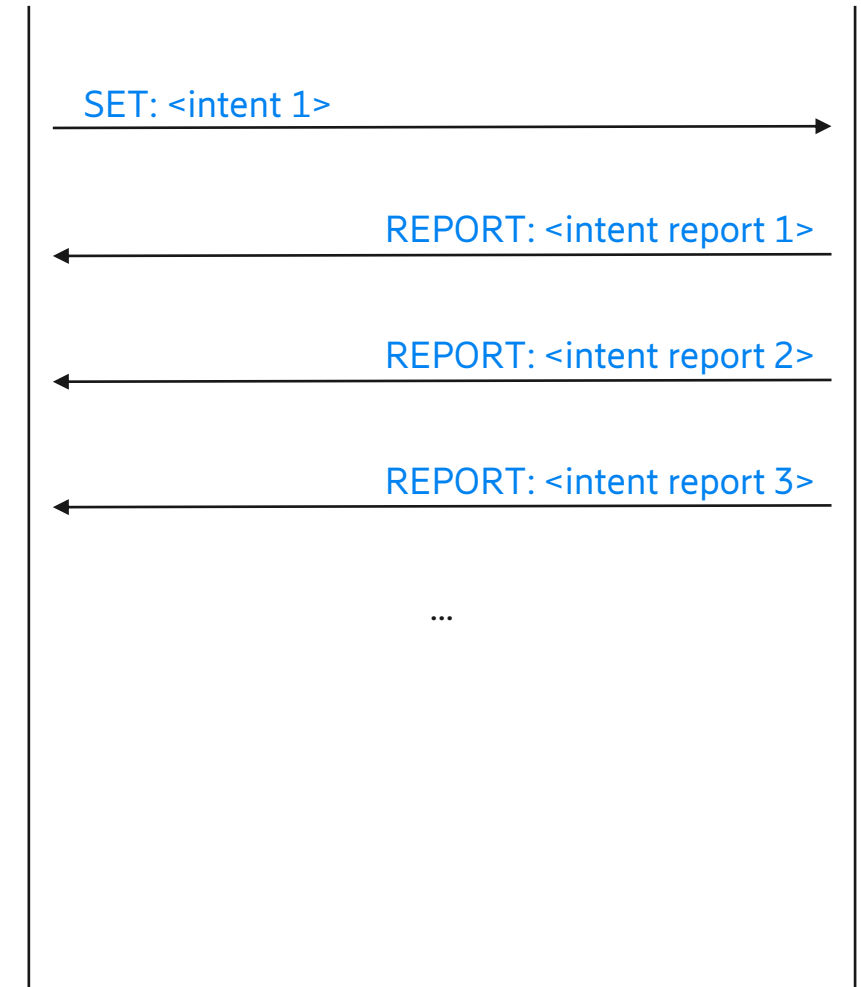 SET: <intent 1>
REPORT: <intent report 1>
REPORT: <intent report 2>
REPORT: <intent report 3>
...